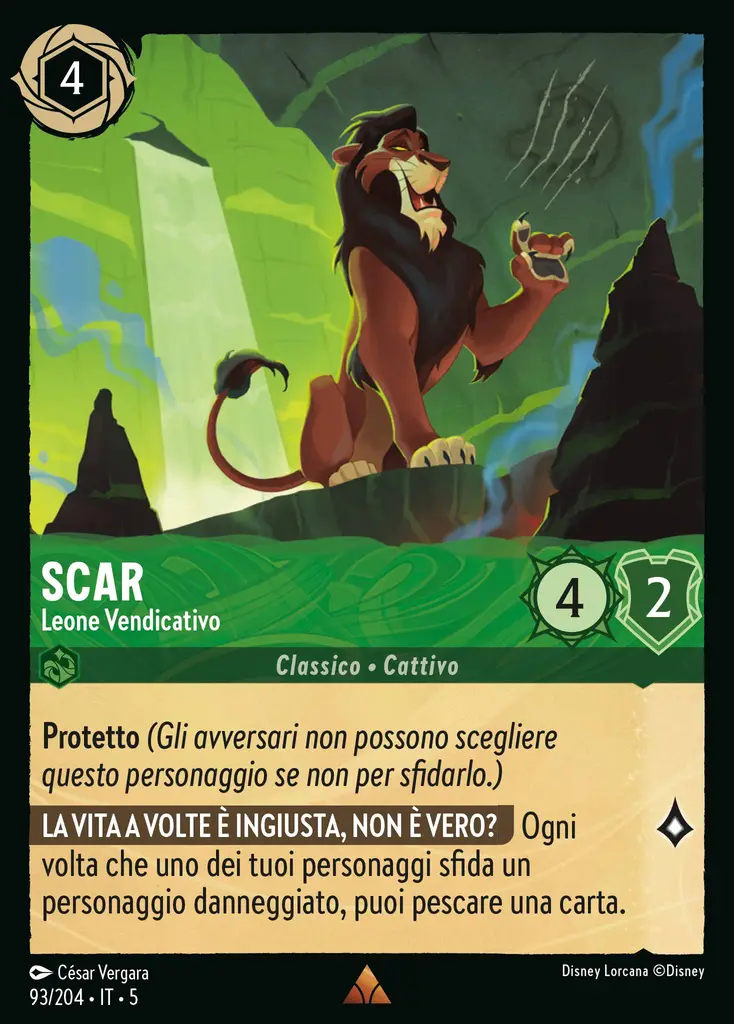 4
SCAR
Leone Vendicativo
4
2
Classico • Cattivo
Protetto (Gli avversari non possono scegliere
questo personaggio se non per sfidarlo.)
LA VITA A VOLTE È INGIUSTA, NON È VERO? Ogni
volta che uno dei tuoi personaggi sfida un
personaggio danneggiato, puoi pescare una carta.
César Vergara
Disney Lorcana ©Disney
93/204 • IT • 5